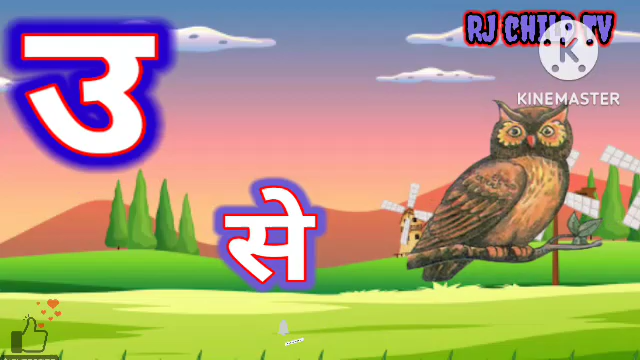 RJ CHILD TV
KINEMASTER
उ
से